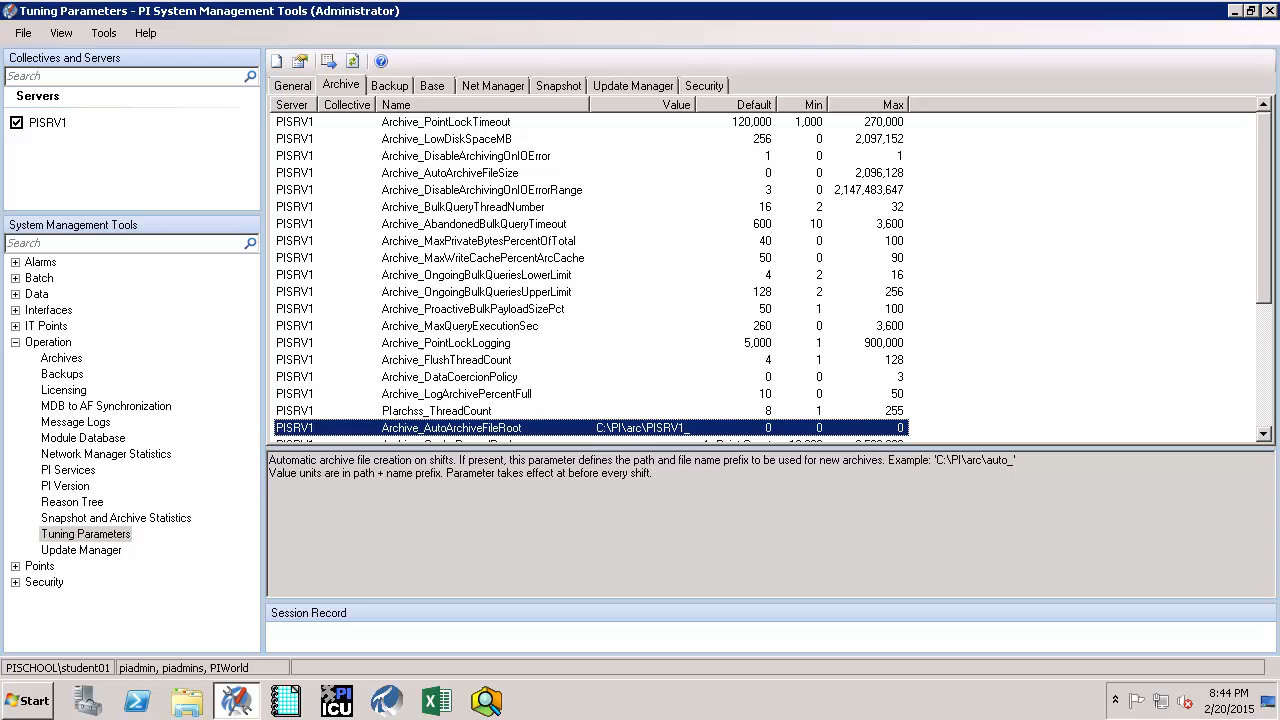 Tuning Parameters - PI System Management Tools (Administrator)
File View Tools Help
Collectives and Servers
Search
Servers
PISRV1
System Management Tools
Search
Alarms
Batch
Data
Interfaces
IT Points
Operation
Archives
Backups
Licensing
MDB to AF Synchronization
Message Logs
Module Database
Network Manager Statistics
PI Services
PI Version
Reason Tree
Snapshot and Archive Statistics
Tuning Parameters
Update Manager
Points
Security
General Archive Backup Base Net Manager Snapshot Update Manager Security
Server Collective Name Value Default Min Max
PISRV1 Archive_PointLockTimeout 120,000 1,000 270,000
PISRV1 Archive_LowDiskSpaceMB 256 0 2,097,152
PISRV1 Archive_DisableArchivingOnIOError 1 0 1
PISRV1 Archive_AutoArchiveFileSize 0 0 2,096,128
PISRV1 Archive_DisableArchivingOnIOErrorRange 3 0 2,147,483,647
PISRV1 Archive_BulkQueryThreadNumber 16 2 32
PISRV1 Archive_AbandonedBulkQueryTimeout 600 10 3,600
PISRV1 Archive_MaxPrivateBytesPercentOfTotal 40 0 100
PISRV1 Archive_MaxWriteCachePercentArcCache 50 0 90
PISRV1 Archive_OngoingBulkQueriesLowerLimit 4 2 16
PISRV1 Archive_OngoingBulkQueriesUpperLimit 128 2 256
PISRV1 Archive_ProactiveBulkPayloadSizePct 50 1 100
PISRV1 Archive_MaxQueryExecutionSec 260 0 3,600
PISRV1 Archive_PointLockLogging 5,000 1 900,000
PISRV1 Archive_FlushThreadCount 4 1 128
PISRV1 Archive_DataCoercionPolicy 0 0 3
PISRV1 Archive_LogArchivePercentFull 10 0 50
PISRV1 PIarchss_ThreadCount 8 1 255
PISRV1 Archive_AutoArchiveFileRoot C:\PI\arc\PISRV1_ 0 0 0
Automatic archive file creation on shifts. If present, this parameter defines the path and file name prefix to be used for new archives. Example: 'C:\PI\arc\auto_'
Value units are in path + name prefix. Parameter takes effect at before every shift.
Session Record
PISCHOOL\student01 piadmin, piadmins, PIWorld
Start
PI
ICU
8:44 PM
2/20/2015